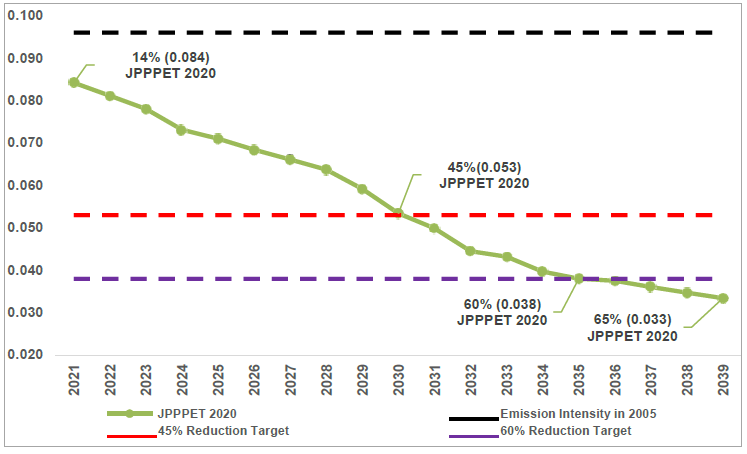 0.100
0.090
0.080
0.070
0.060
0.050
0.040
0.030
0.020
14% (0.084)
JPPPET 2020
45%(0.053)
JPPPET 2020
60% (0.038)
JPPPET 2020
65% (0.033)
JPPPET 2020
2021 2022 2023 2024 2025 2026 2027 2028 2029 2030 2031 2032 2033 2034 2035 2036 2037 2038 2039
JPPPET 2020 Emission Intensity in 2005
45% Reduction Target 60% Reduction Target